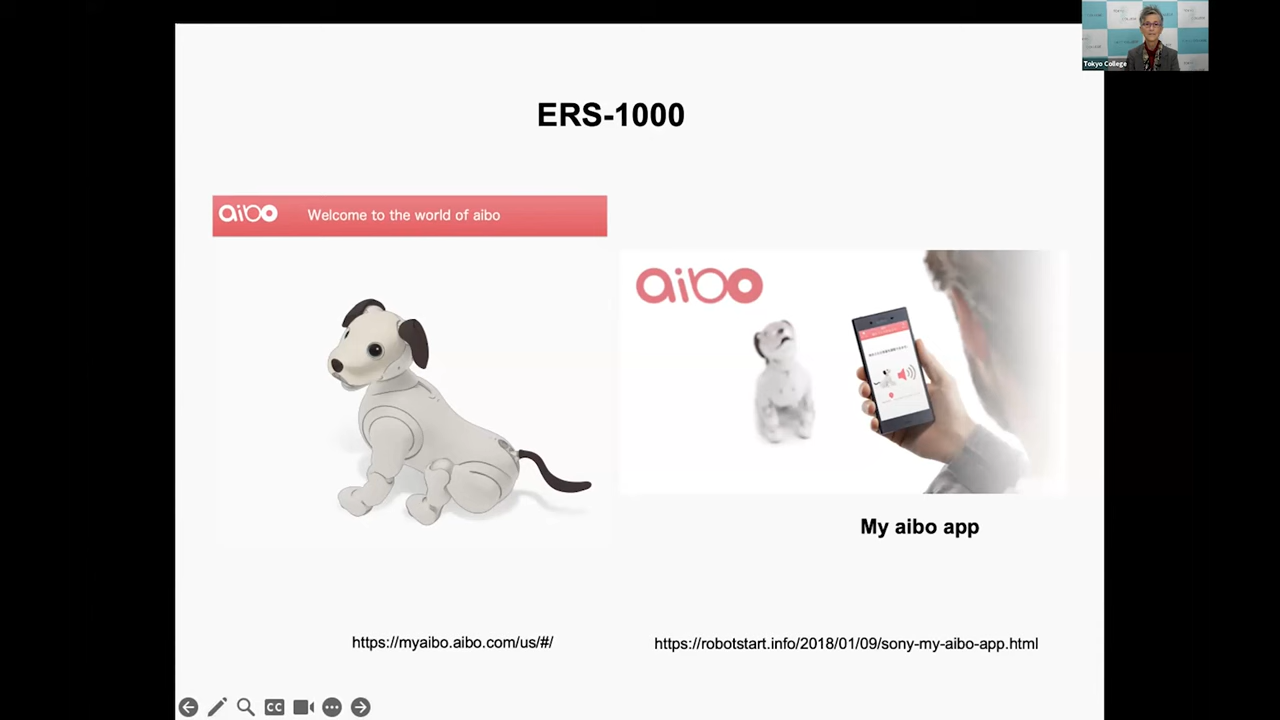 Tokyo College
ERS-1000
aibo
Welcome to the world of aibo
aibo
My aibo app
https://myaibo.aibo.com/us/#/
https://robotstart.info/2018/01/09/sony-my-aibo-app.html
CC